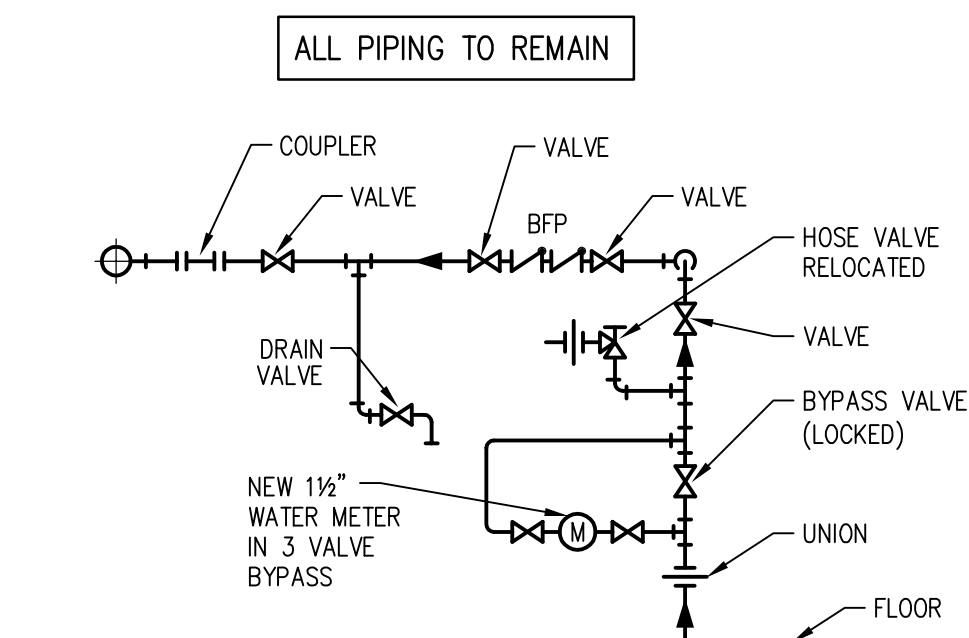 ALL PIPING TO REMAIN
COUPLER
VALVE
VALVE
BFP
VALVE
HOSE VALVE
RELOCATED
VALVE
DRAIN
VALVE
BYPASS VALVE
(LOCKED)
NEW 1½"
WATER METER
IN 3 VALVE
BYPASS
M
UNION
FLOOR